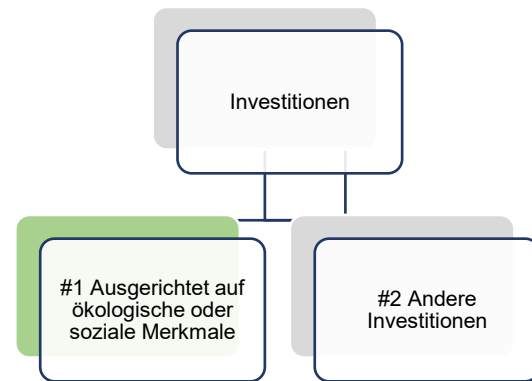 Investitionen
#1 Ausgerichtet auf
ökologische oder
soziale Merkmale
#2 Andere
Investitionen